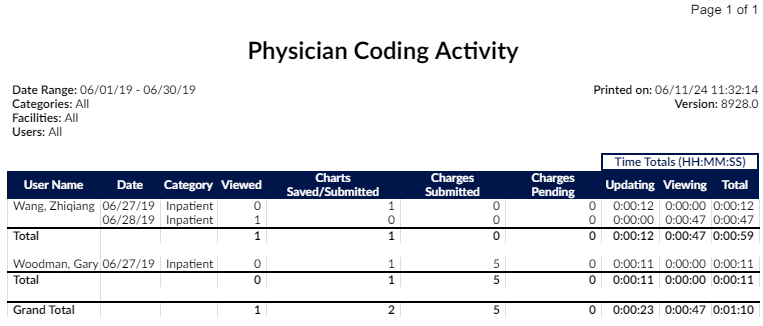 Page 1 of 1
Physician Coding Activity
Date Range: 06/01/19 - 06/30/19 Printed on: 06/11/24 11:32:14
Categories: All Version: 8928.0
Facilities: All
Users: All
Time Totals (HH:MM:SS)
User Name Date Category Viewed Charts Saved/Submitted Charges Submitted Charges Pending Updating Viewing Total
Wang, Zhiqiang 06/27/19 Inpatient 0 1 0 0 0:00:12 0:00:00 0:00:12
06/28/19 Inpatient 1 0 0 0 0:00:00 0:00:47 0:00:47
Total 1 1 0 0 0:00:12 0:00:47 0:00:59
Woodman, Gary 06/27/19 Inpatient 0 1 5 0 0:00:11 0:00:00 0:00:11
Total 0 1 5 0 0:00:11 0:00:00 0:00:11
Grand Total 1 2 5 0 0:00:23 0:00:47 0:01:10